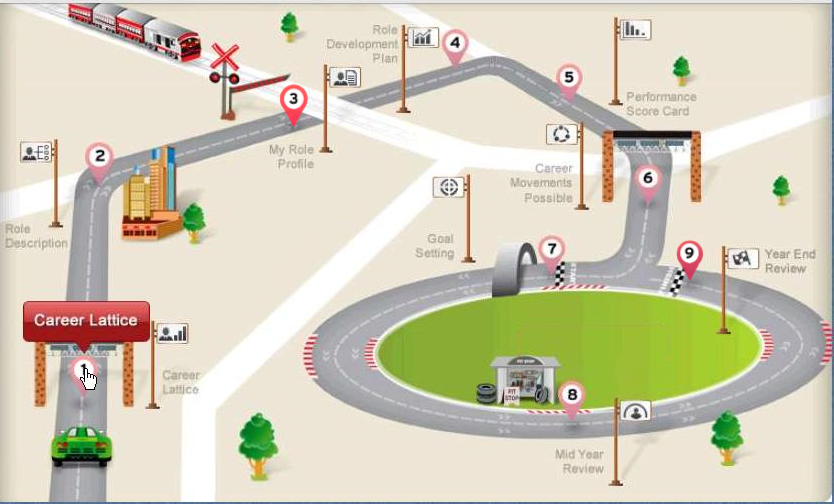 Role
Development
Plan
4
5
3
Performance
Score Card
My Role
Profile
2
Career
Movements
Possible
6
Role
Description
Goal
Setting
7
9
Year End
Review
Career Lattice
1
Career
Lattice
PIT
STOP
8
Mid Year
Review